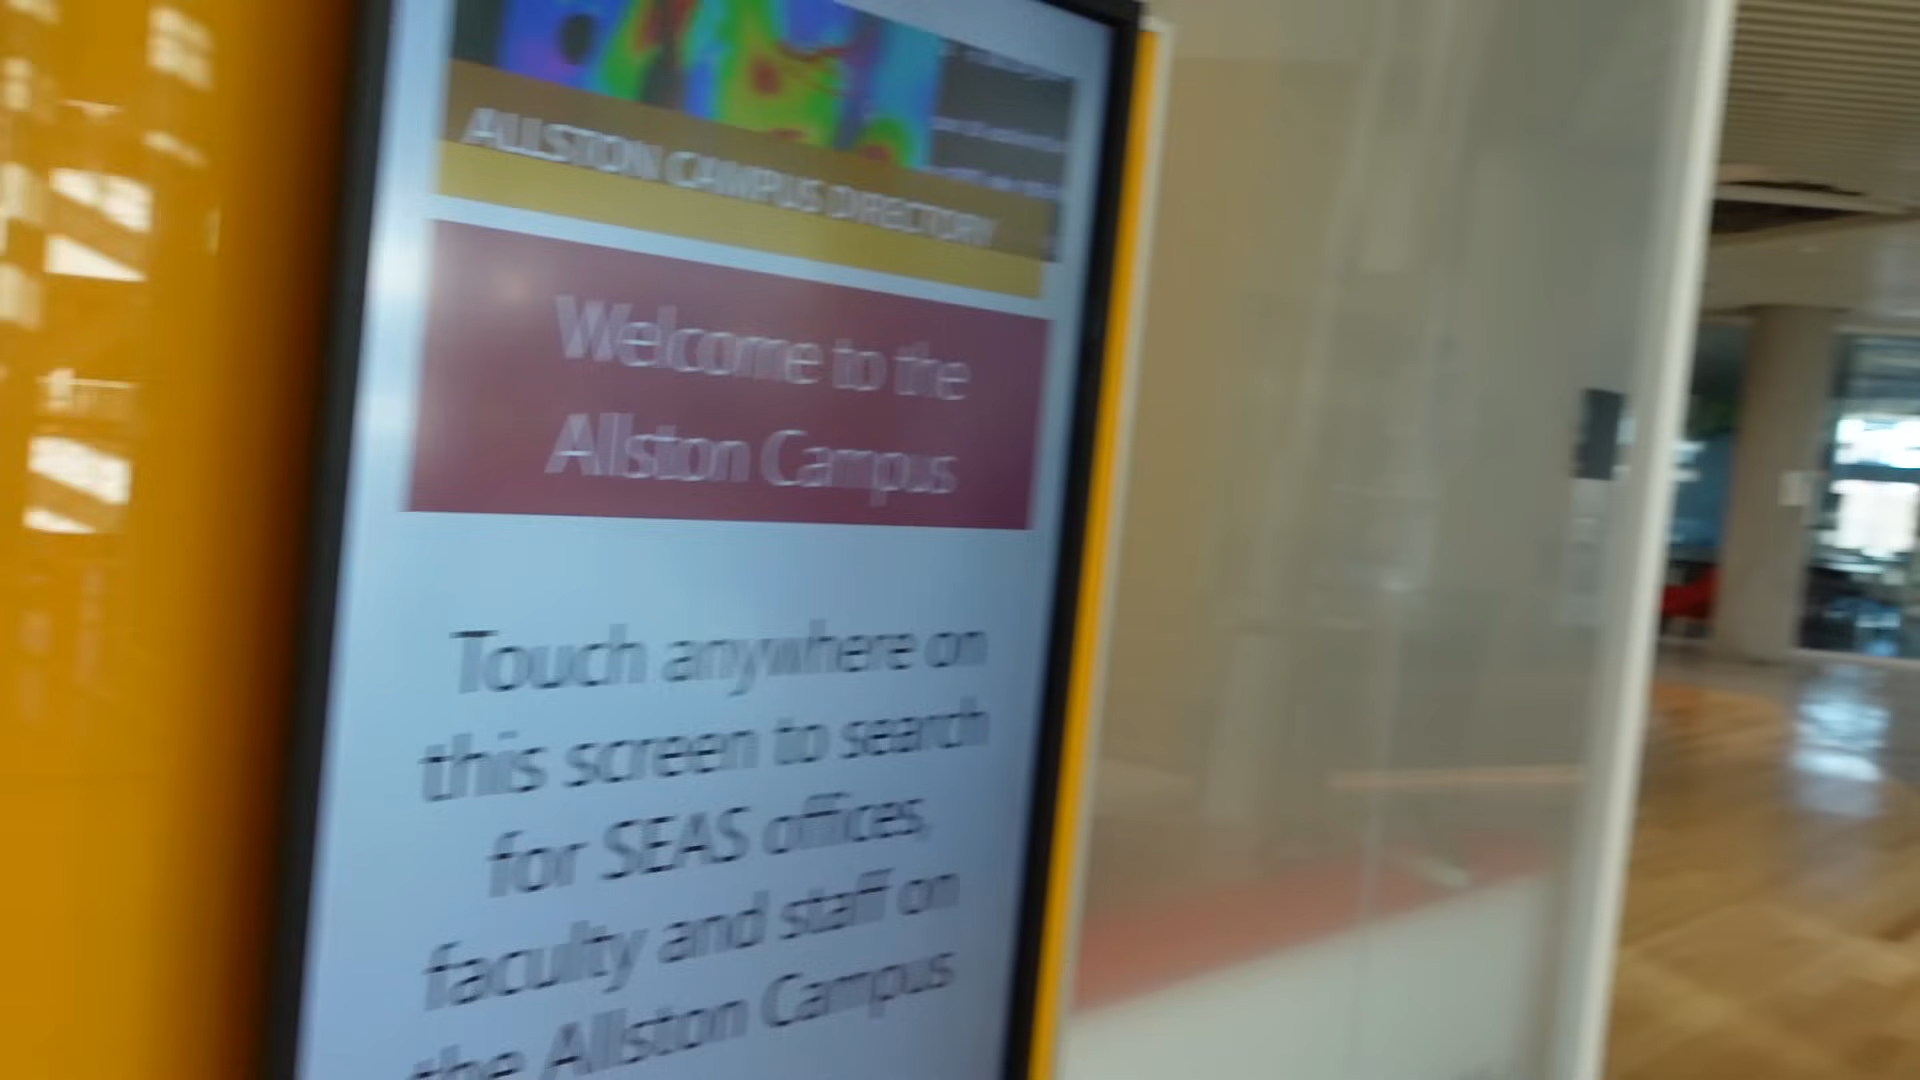 ALLSTON CAMPUS DIRECTORY
Welcome to the
Allston Campus
Touch anywhere on
this screen to search
for SEAS offices,
faculty and staff on
the Allston Campus